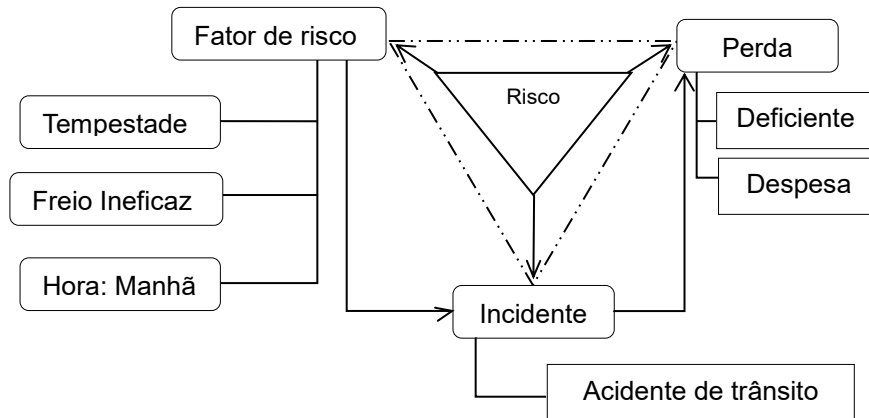 Fator de risco
Perda
Risco
Tempestade
Deficiente
Freio Ineficaz
Despesa
Hora: Manhã
Incidente
Acidente de trânsito